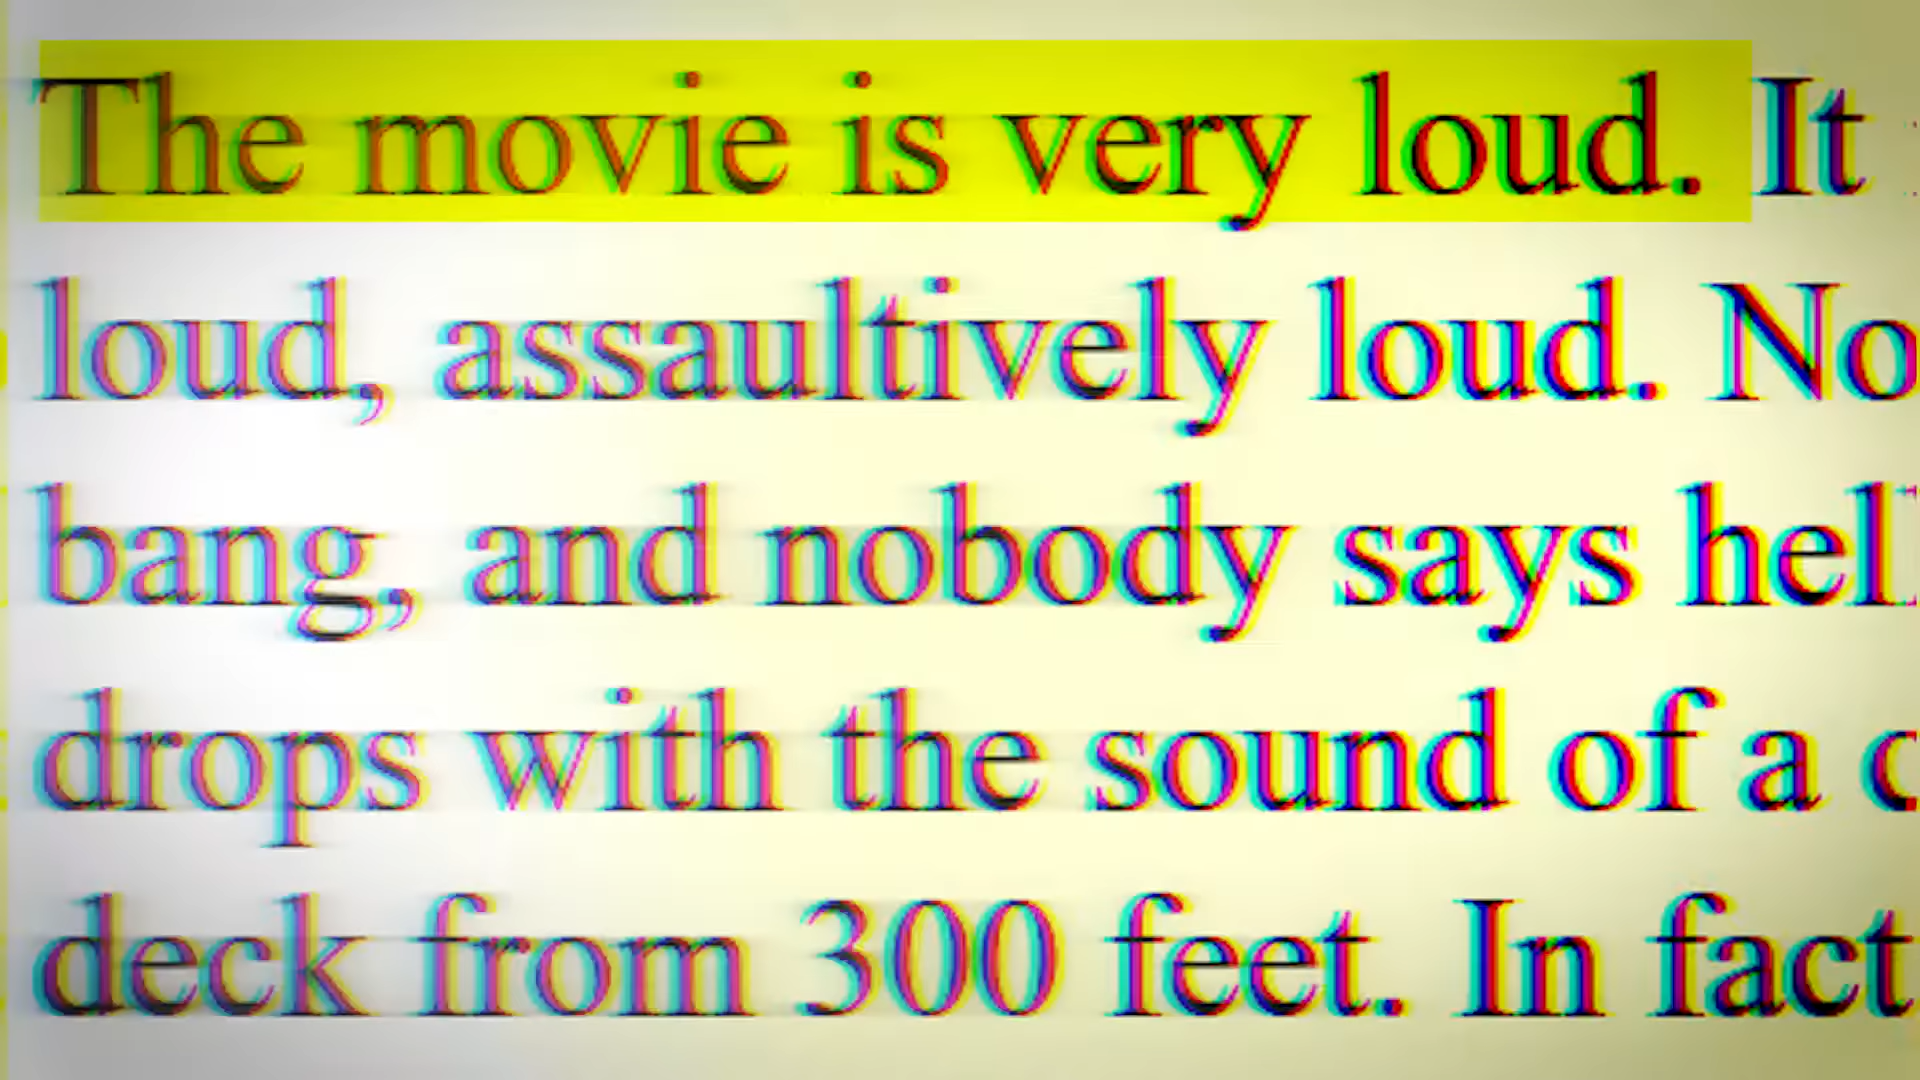 The movie is very loud. It
loud, assaultively loud. No
bang, and nobody says hel
drops with the sound of a
deck from 300 feet. In fact